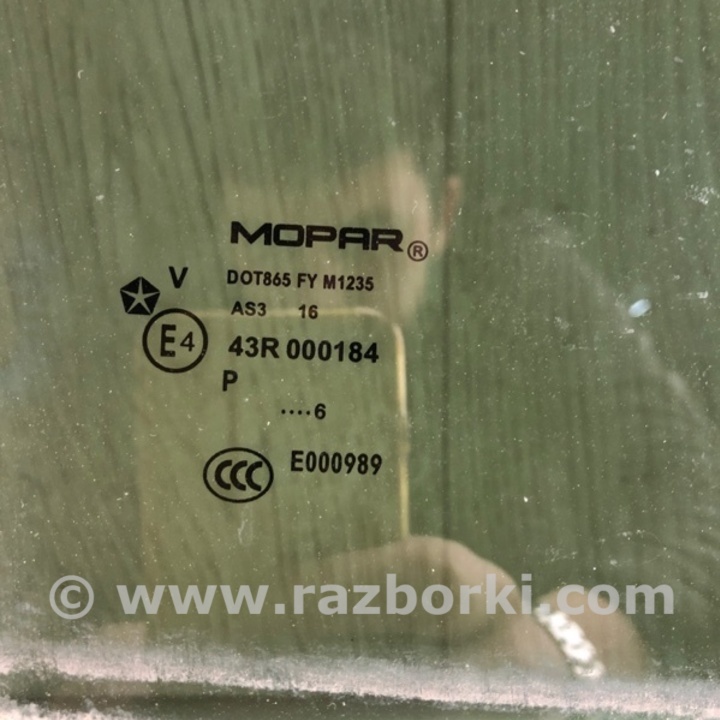 MOPAR®
V DOT865 FY M1235
AS3 16
E4 43R 000184
P
....6
CCC E000989
© www.razborki.com